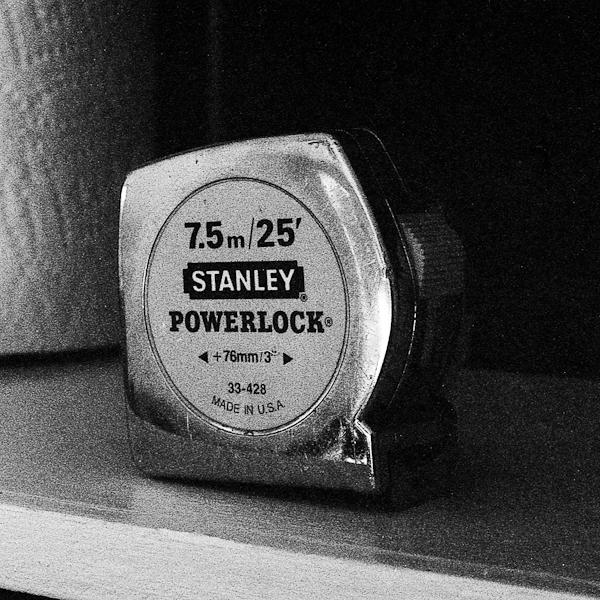 7.5m/25'
STANLEY®
POWERLOCK®
◄ +76mm/3" ►
33-428
MADE IN U.S.A